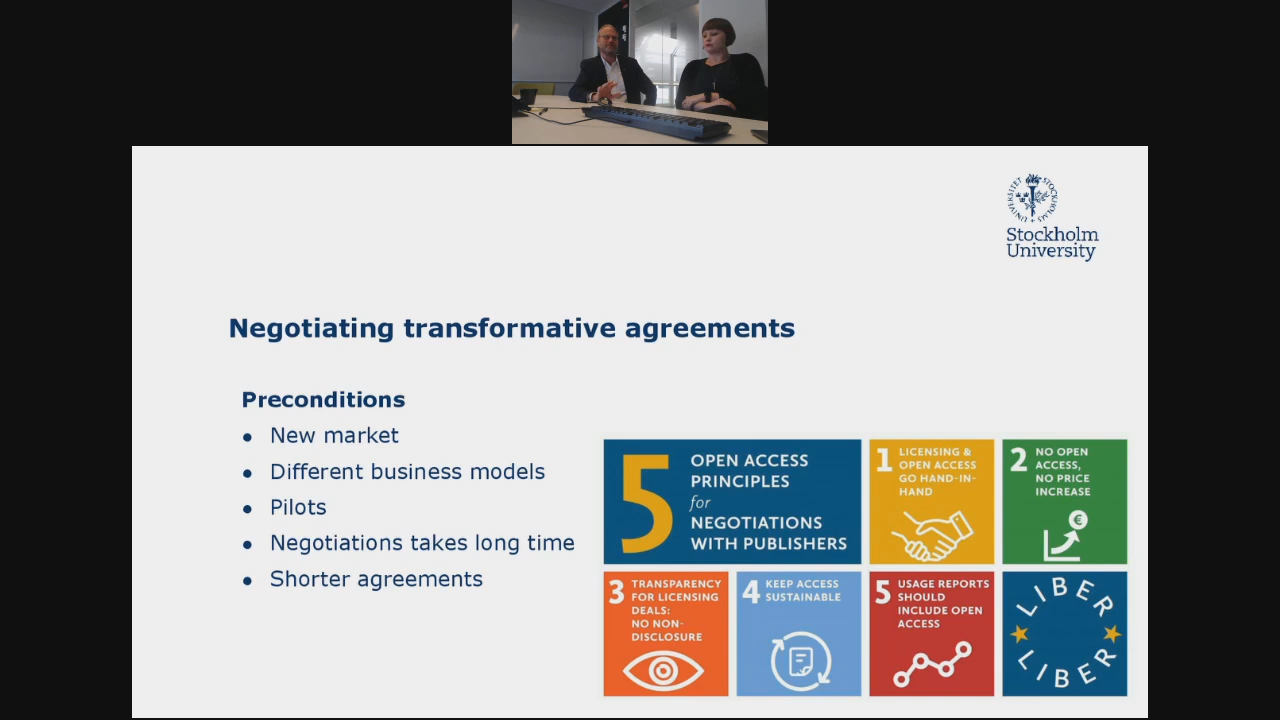 STOCKHOLMS UNIVERSITET
Stockholm
University
Negotiating transformative agreements
Preconditions
● New market
● Different business models
● Pilots
● Negotiations takes long time
● Shorter agreements
5
OPEN ACCESS
PRINCIPLES
for
NEGOTIATIONS
WITH PUBLISHERS
1
LICENSING &
OPEN ACCESS
GO HAND-IN-
HAND
2
NO OPEN
ACCESS,
NO PRICE
INCREASE
€
3
TRANSPARENCY
FOR LICENSING
DEALS:
NO NON-
DISCLOSURE
4
KEEP ACCESS
SUSTAINABLE
5
USAGE REPORTS
SHOULD
INCLUDE OPEN
ACCESS
LIBER
LIBER